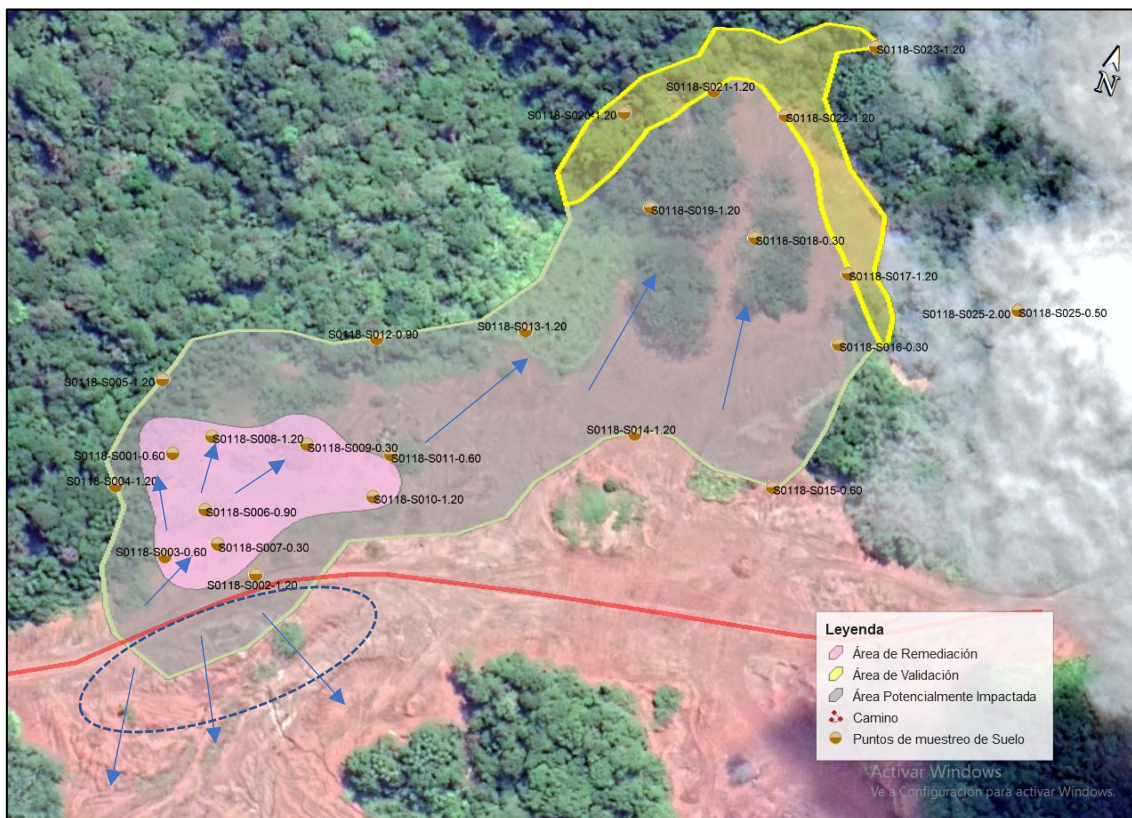 S0118-S023-1.20
N
S0118-S021-1.20
S0118-S020-1.20
S0118-S022-1.20
S0118-S019-1.20
S0118-S018-0.30
S0118-S017-1.20
S0118-S025-2.00
S0118-S025-0.50
S0118-S013-1.20
S0118-S012-0.90
S0118-S016-0.30
S0118-S005-1.20
S0118-S014-1.20
S0118-S008-1.20
S0118-S009-0.30
S0118-S001-0.60
S0118-S011-0.60
S0118-S004-1.20
S0118-S015-0.60
S0118-S010-1.20
S0118-S006-0.90
S0118-S007-0.30
S0118-S003-0.60
S0118-S002-1.20
Leyenda
Área de Remediación
Área de Validación
Área Potencialmente Impactada
Camino
Puntos de muestreo de Suelo
Activar Windows
Ve a Configuración para activar Windows.